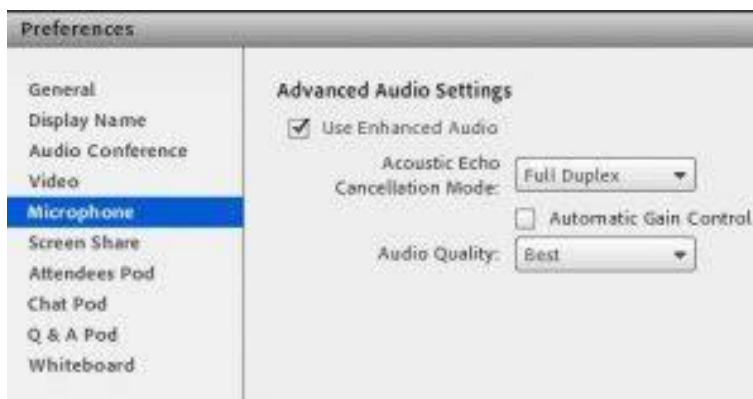 Preferences
General
Display Name
Audio Conference
Video
Microphone
Screen Share
Attendees Pod
Chat Pod
Q & A Pod
Whiteboard
Advanced Audio Settings
Use Enhanced Audio
Acoustic Echo
Cancellation Mode:
Full Duplex
Automatic Gain Control
Audio Quality:
Best